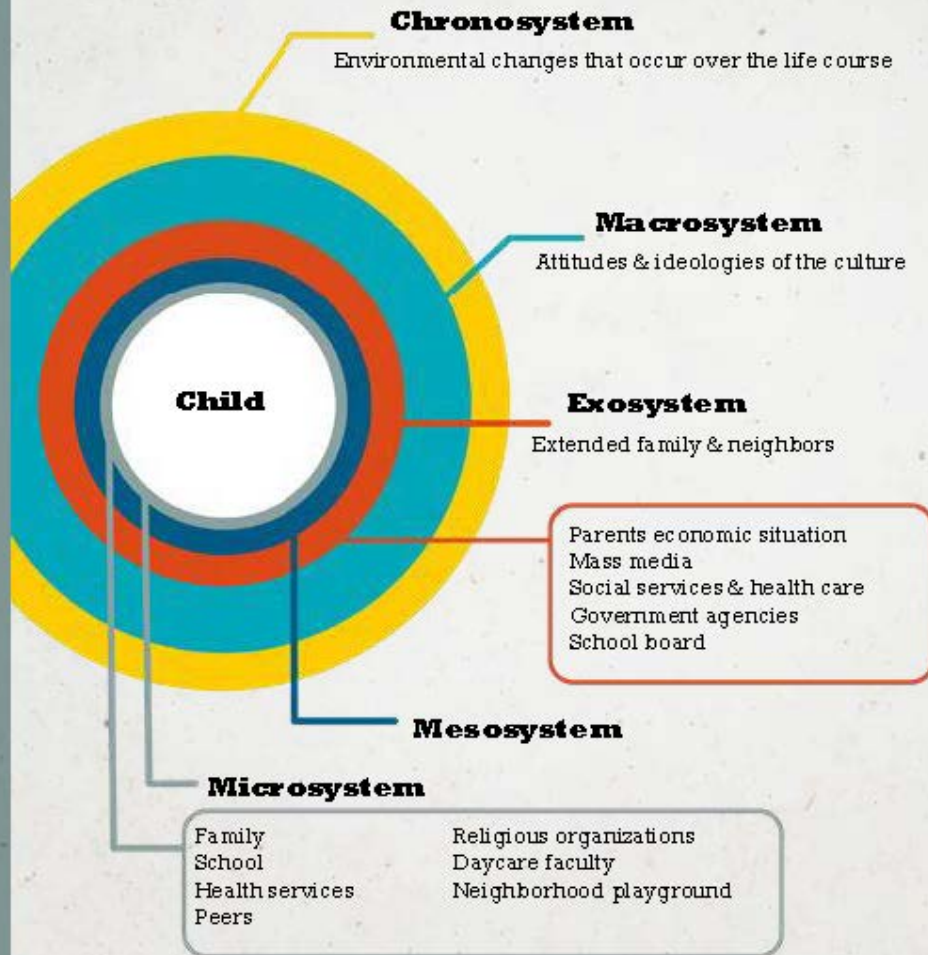 Chronosystem
Environmental changes that occur over the life course
Macrosystem
Attitudes & ideologies of the culture
Child
Exosystem
Extended family & neighbors
Parents economic situation
Mass media
Social services & health care
Government agencies
School board
Mesosystem
Microsystem
Family
School
Health services
Peers
Religious organizations
Daycare faculty
Neighborhood playground